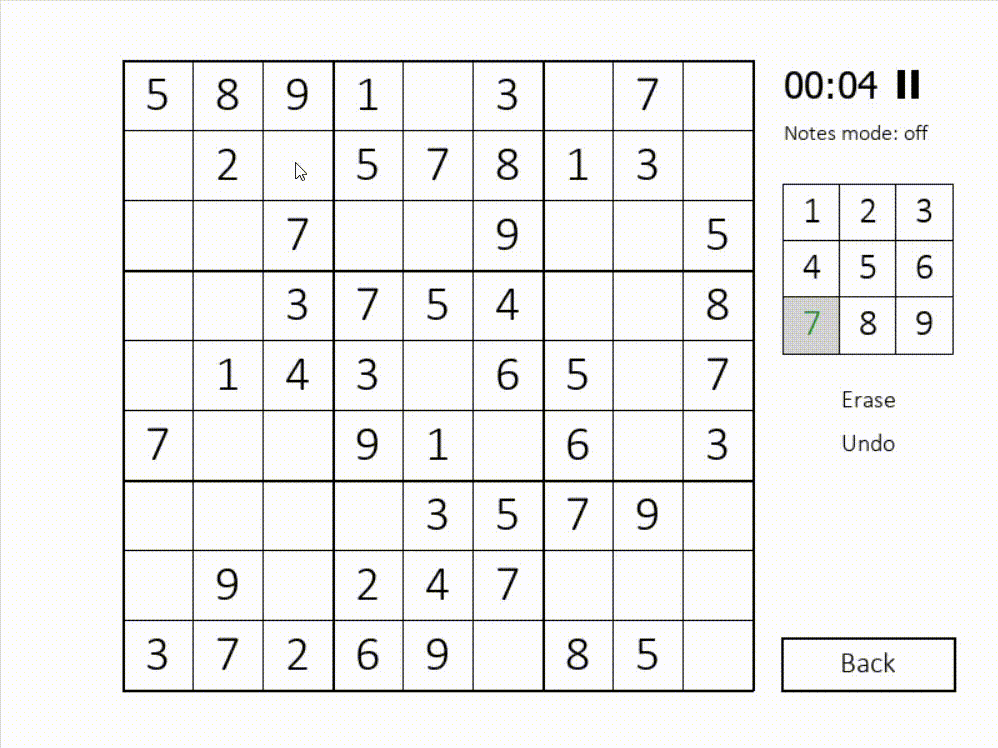 5 8 9 1 3 7
00:04
Notes mode: off
2 5 7 8 1 3
7 9 5
3 7 5 4 8
1 4 3 6 5 7
7 9 1 6 3
3 5 7 9
9 2 4 7
3 7 2 6 9 8 5
1 2 3
4 5 6
7 8 9
Erase
Undo
Back